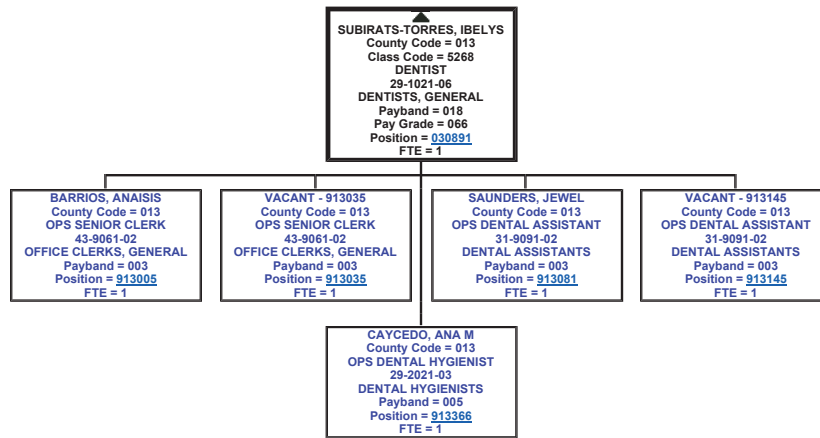 SUBIRATS-TORRES, IBELYS
County Code = 013
Class Code = 5268
DENTIST
29-1021-06
DENTISTS, GENERAL
Payband = 018
Pay Grade = 066
Position = 030891
FTE = 1
BARRIOS, ANAISIS
County Code = 013
OPS SENIOR CLERK
43-9061-02
OFFICE CLERKS, GENERAL
Payband = 003
Position = 913005
FTE = 1
VACANT - 913035
County Code = 013
OPS SENIOR CLERK
43-9061-02
OFFICE CLERKS, GENERAL
Payband = 003
Position = 913035
FTE = 1
SAUNDERS, JEWEL
County Code = 013
OPS DENTAL ASSISTANT
31-9091-02
DENTAL ASSISTANTS
Payband = 003
Position = 913081
FTE = 1
VACANT - 913145
County Code = 013
OPS DENTAL ASSISTANT
31-9091-02
DENTAL ASSISTANTS
Payband = 003
Position = 913145
FTE = 1
CAYCEDO, ANA M
County Code = 013
OPS DENTAL HYGIENIST
29-2021-03
DENTAL HYGIENISTS
Payband = 005
Position = 913366
FTE = 1